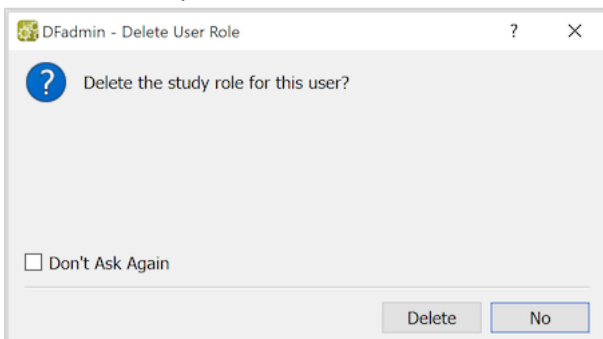 DFadmin - Delete User Role
Delete the study role for this user?
Don't Ask Again
Delete No